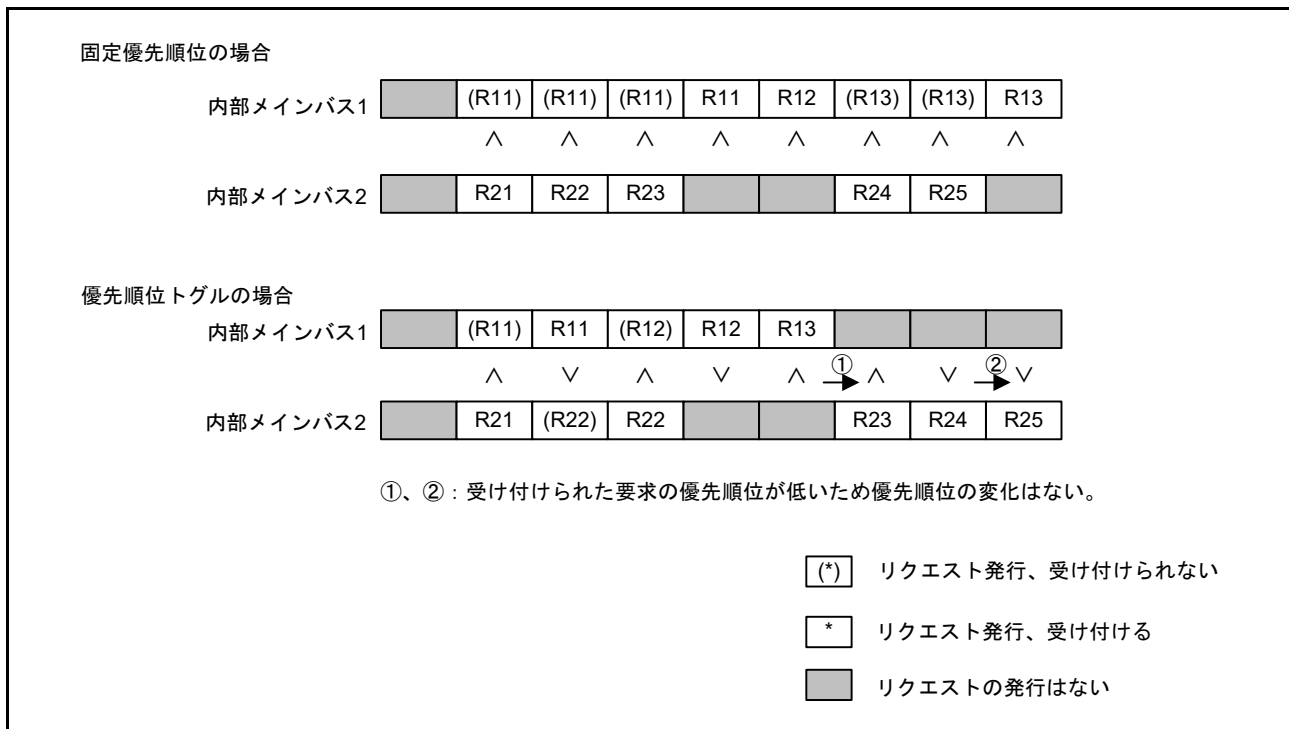 固定優先順位の場合
内部メインバス1 (R11) (R11) (R11) R11 R12 (R13) (R13) R13
∧ ∧ ∧ ∧ ∧ ∧ ∧ ∧
内部メインバス2 R21 R22 R23 R24 R25
優先順位トグルの場合
内部メインバス1 (R11) R11 (R12) R12 R13
∧ ∨ ∧ ∨ ∧ ① ∧ ∨ ② ∨
内部メインバス2 R21 (R22) R22 R23 R24 R25
①、②：受け付けられた要求の優先順位が低いため優先順位の変化はない。
(*) リクエスト発行、受け付けられない
* リクエスト発行、受け付ける
リクエストの発行はない